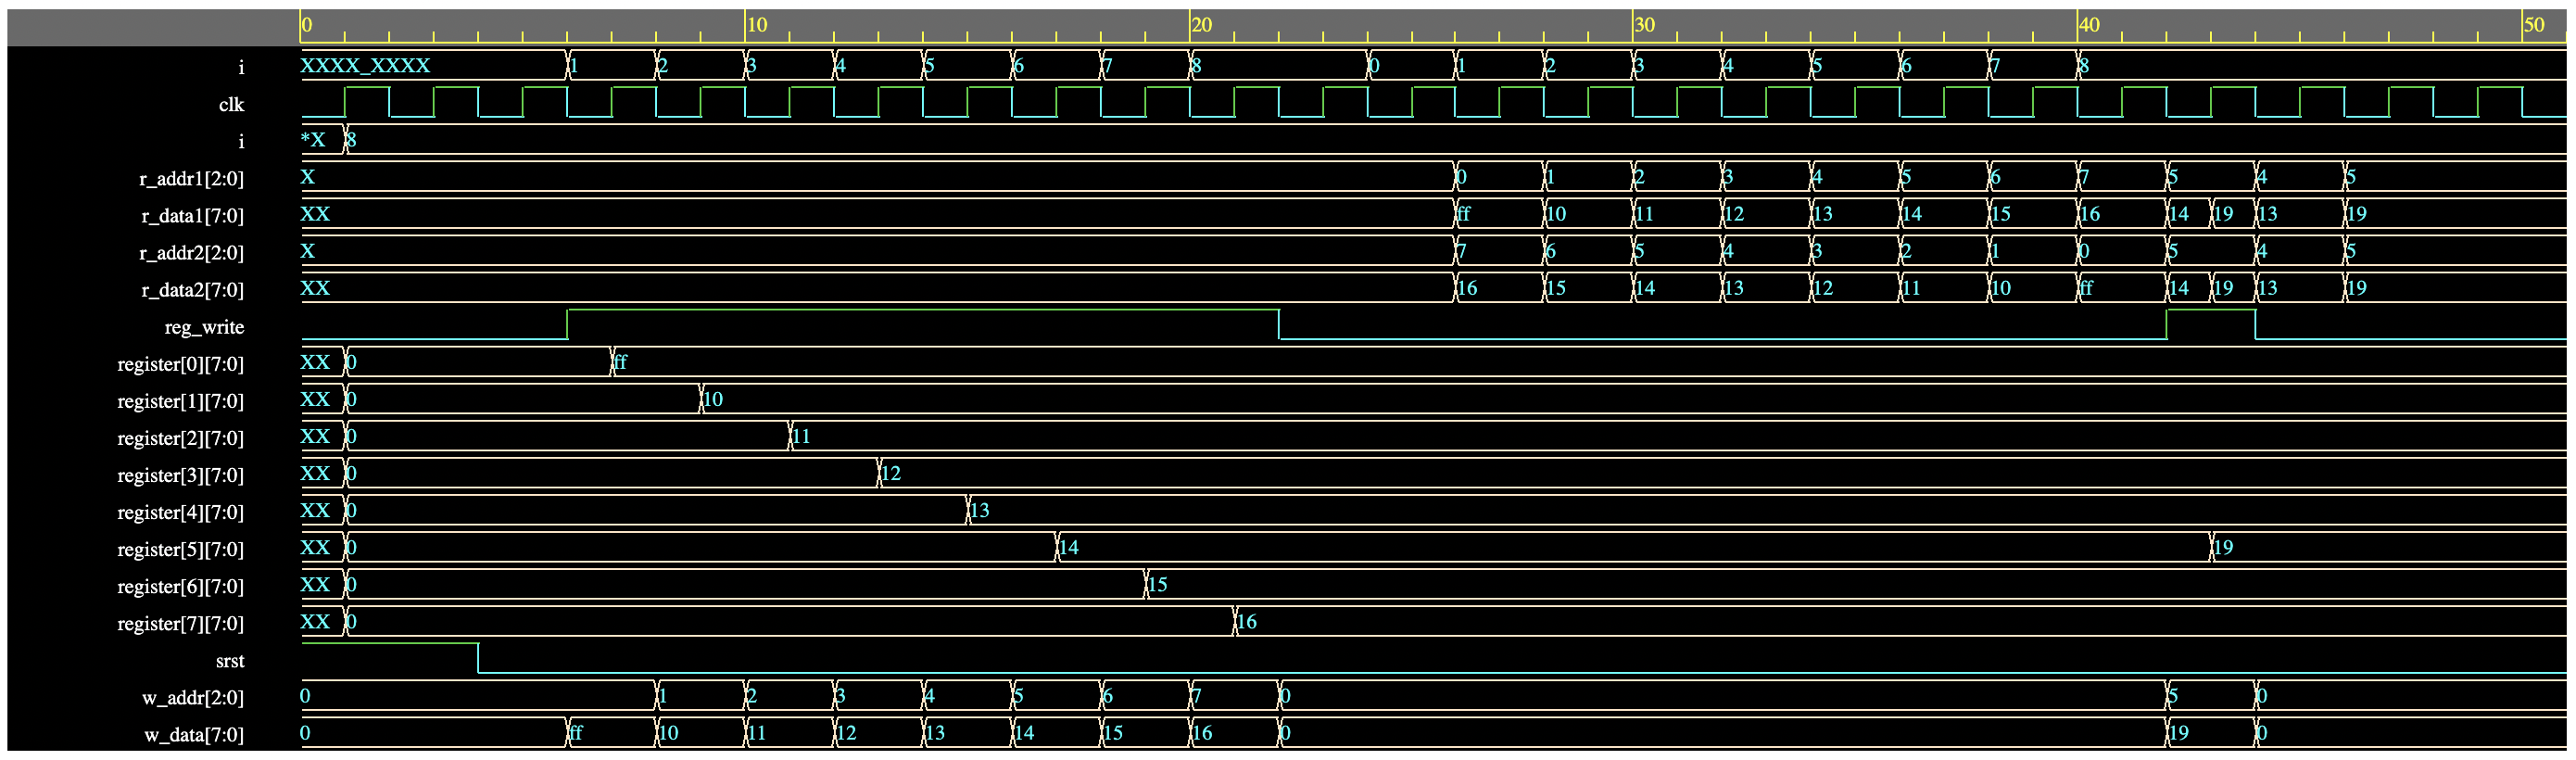 0 10 20 30 40 50
i XXXX_XXXX 1 2 3 4 5 6 7 8 0 1 2 3 4 5 6 7 8
clk
i *X 8
r_addr1[2:0] X 0 1 2 3 4 5 6 7 5 4 5
r_data1[7:0] XX ff 10 11 12 13 14 15 16 14 19 13 19
r_addr2[2:0] X 7 6 5 4 3 2 1 0 5 4 5
r_data2[7:0] XX 16 15 14 13 12 11 10 ff 14 19 13 19
reg_write
register[0][7:0] XX 0 ff
register[1][7:0] XX 0 10
register[2][7:0] XX 0 11
register[3][7:0] XX 0 12
register[4][7:0] XX 0 13
register[5][7:0] XX 0 14 19
register[6][7:0] XX 0 15
register[7][7:0] XX 0 16
srst
w_addr[2:0] 0 1 2 3 4 5 6 7 0 5 0
w_data[7:0] 0 ff 10 11 12 13 14 15 16 0 19 0